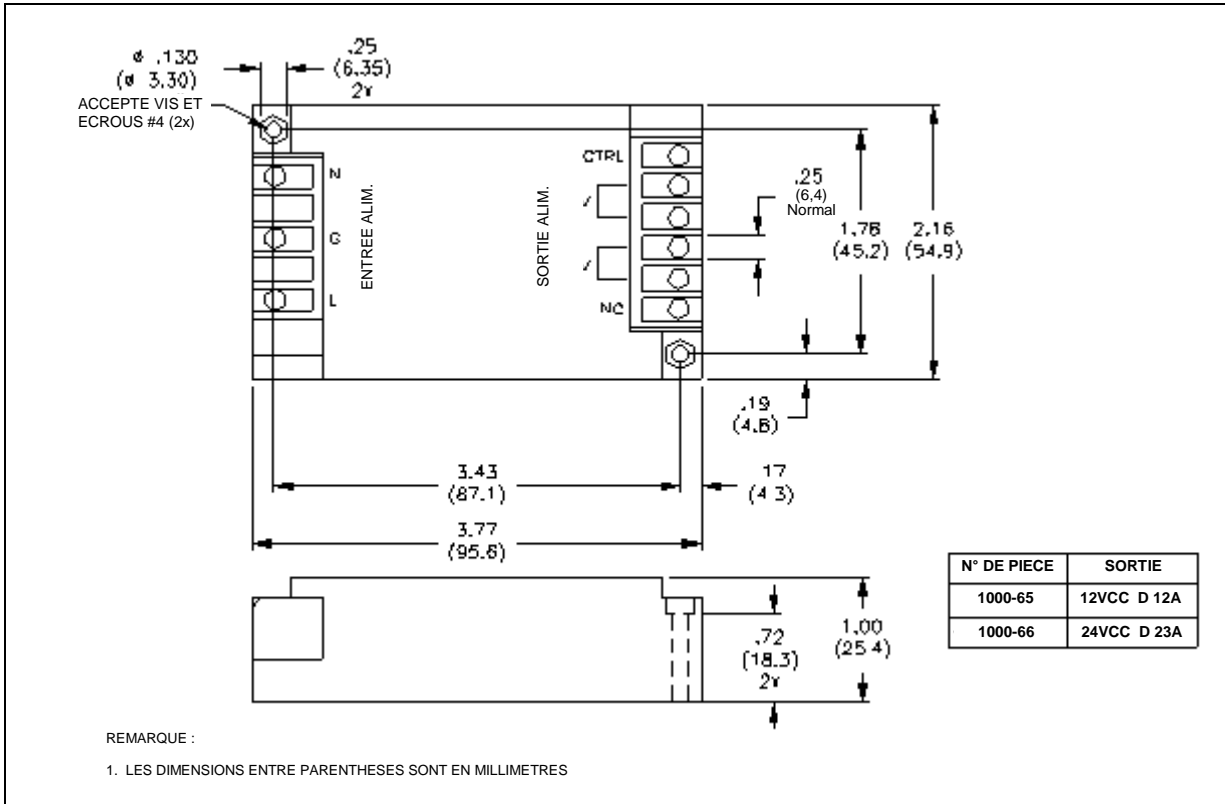 ø .130
(ø 3.30)
ACCEPTE VIS ET
ECROUS #4 (2x)
.25
(6.35)
2x
N
G
L
ENTREE ALIM.
SORTIE ALIM.
CTRL
NC
.25
(6,4)
Normal
1.78
(45.2)
2.16
(54.9)
.19
(4.8)
3.43
(87.1)
.17
(4.3)
3.77
(95.8)
.72
(18.3)
2x
1.00
(25.4)
N° DE PIECE SORTIE
1000-65 12VCC D 12A
1000-66 24VCC D 23A
REMARQUE :
1. LES DIMENSIONS ENTRE PARENTHESES SONT EN MILLIMETRES